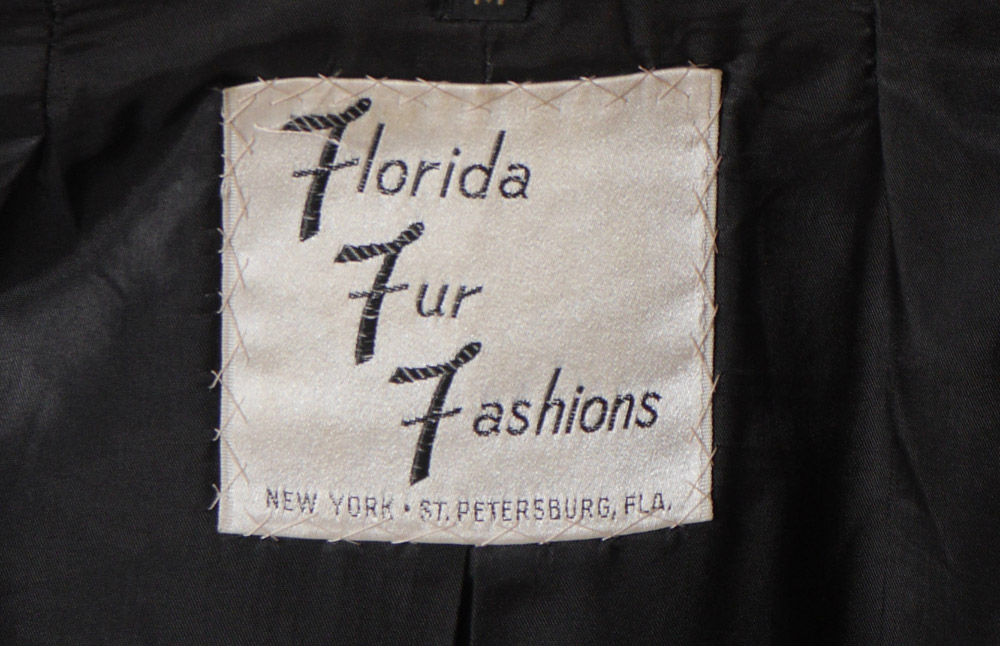 Florida
Fur
Fashions
NEW YORK • ST. PETERSBURG, FLA.